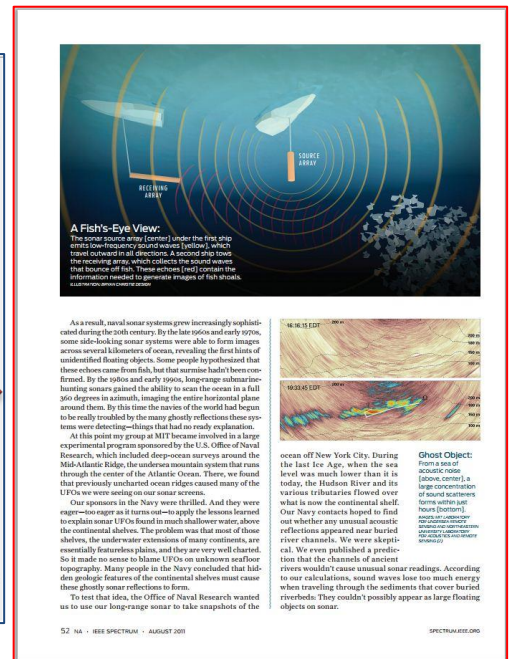 SOURCE
ARRAY
RECEIVING
ARRAY
A Fish's-Eye View:
The sonar source array [center] under the first ship
emits low-frequency sound waves [yellow], which
travel outward in all directions. A second ship tows
the receiving array, which collects the sound waves
that bounce off fish. These echoes [red] contain the
information needed to generate images of fish shoals.
ILLUSTRATION: BRYAN CHRISTIE DESIGN
As a result, naval sonar systems grew increasingly sophisti-
cated during the 20th century. By the late 1960s and early 1970s,
some side-looking sonar systems were able to form images
across several kilometers of ocean, revealing the first hints of
unidentified floating objects. Some people hypothesized that
these echoes came from fish, but that surmise hadn't been con-
firmed. By the 1980s and early 1990s, long-range submarine-
hunting sonars gained the ability to scan the ocean in a full
360 degrees in azimuth, imaging the entire horizontal plane
around them. By this time the navies of the world had begun
to be really troubled by the many ghostly reflections these sys-
tems were detecting—things that had no ready explanation.
At this point my group at MIT became involved in a large
experimental program sponsored by the U.S. Office of Naval
Research, which included deep-ocean surveys around the
Mid-Atlantic Ridge, the undersea mountain system that runs
through the center of the Atlantic Ocean. There, we found
that previously uncharted ocean ridges caused many of the
UFOs we were seeing on our sonar screens.
Our sponsors in the Navy were thrilled. And they were
eager—too eager as it turns out—to apply the lessons learned
to explain sonar UFOs found in much shallower water, above
the continental shelves. The problem was that most of those
shelves, the underwater extensions of many continents, are
essentially featureless plains, and they are very well charted.
So it made no sense to blame UFOs on unknown seafloor
topography. Many people in the Navy concluded that hid-
den geologic features of the continental shelves must cause
these ghostly sonar reflections to form.
To test that idea, the Office of Naval Research wanted
us to use our long-range sonar to take snapshots of the
16:16:15 EDT
200 m
19:33:45 EDT
200 m
ocean off New York City. During
the last Ice Age, when the sea
level was much lower than it is
today, the Hudson River and its
various tributaries flowed over
what is now the continental shelf.
Our Navy contacts hoped to find
out whether any unusual acoustic
reflections appeared near buried
river channels. We were skepti-
cal. We even published a predic-
tion that the channels of ancient
rivers wouldn't cause unusual sonar readings. According
to our calculations, sound waves lose too much energy
when traveling through the sediments that cover buried
riverbeds: They couldn't possibly appear as large floating
objects on sonar.
Ghost Object:
From a sea of
acoustic noise
[above, center], a
large concentration
of sound scatterers
forms within just
hours [bottom].
IMAGES: MIT LABORATORY
FOR UNDERSEA REMOTE
SENSING AND NORTHEASTERN
UNIVERSITY LABORATORY
FOR ACOUSTICS AND REMOTE
SENSING (2)
52 NA • IEEE SPECTRUM • AUGUST 2011
SPECTRUM.IEEE.ORG